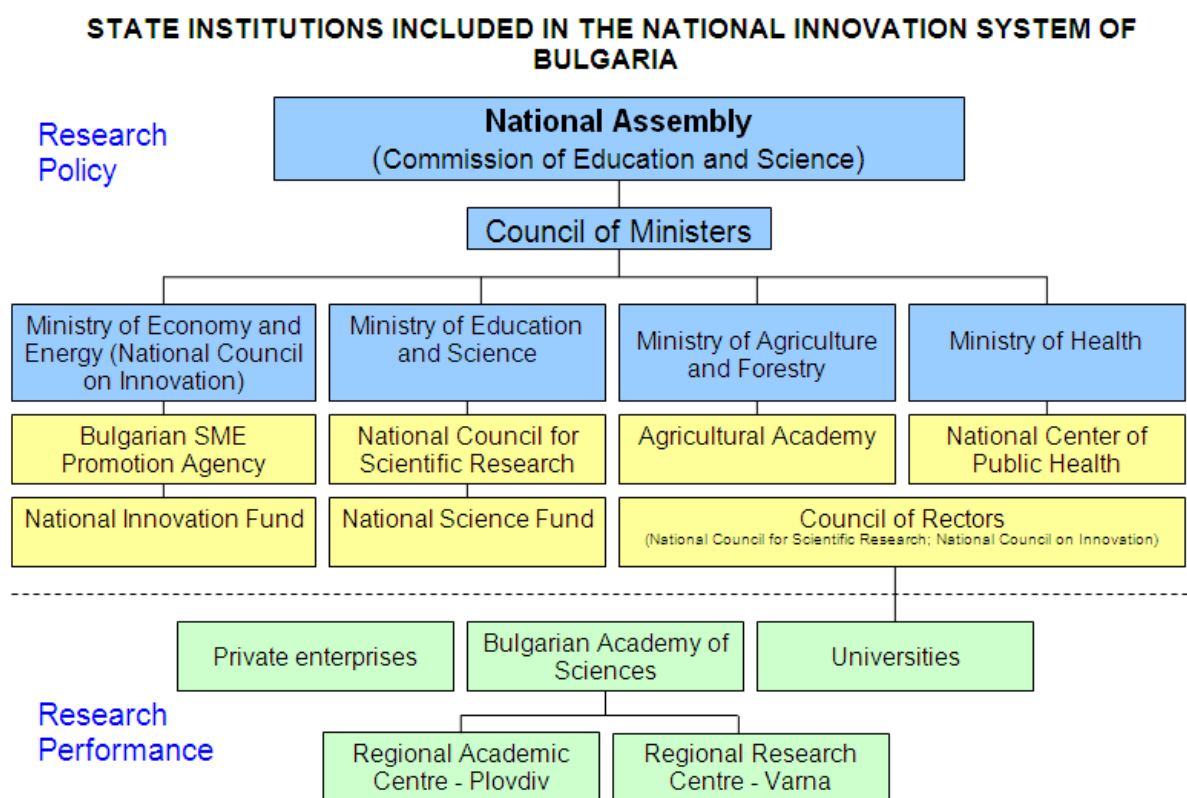 STATE INSTITUTIONS INCLUDED IN THE NATIONAL INNOVATION SYSTEM OF
BULGARIA
Research
Policy
National Assembly
(Commission of Education and Science)
Council of Ministers
Ministry of Economy and
Energy (National Council
on Innovation)
Ministry of Education
and Science
Ministry of Agriculture
and Forestry
Ministry of Health
Bulgarian SME
Promotion Agency
National Council for
Scientific Research
Agricultural Academy
National Center of
Public Health
National Innovation Fund
National Science Fund
Council of Rectors
(National Council for Scientific Research; National Council on Innovation)
Private enterprises
Bulgarian Academy of
Sciences
Universities
Research
Performance
Regional Academic
Centre - Plovdiv
Regional Research
Centre - Varna